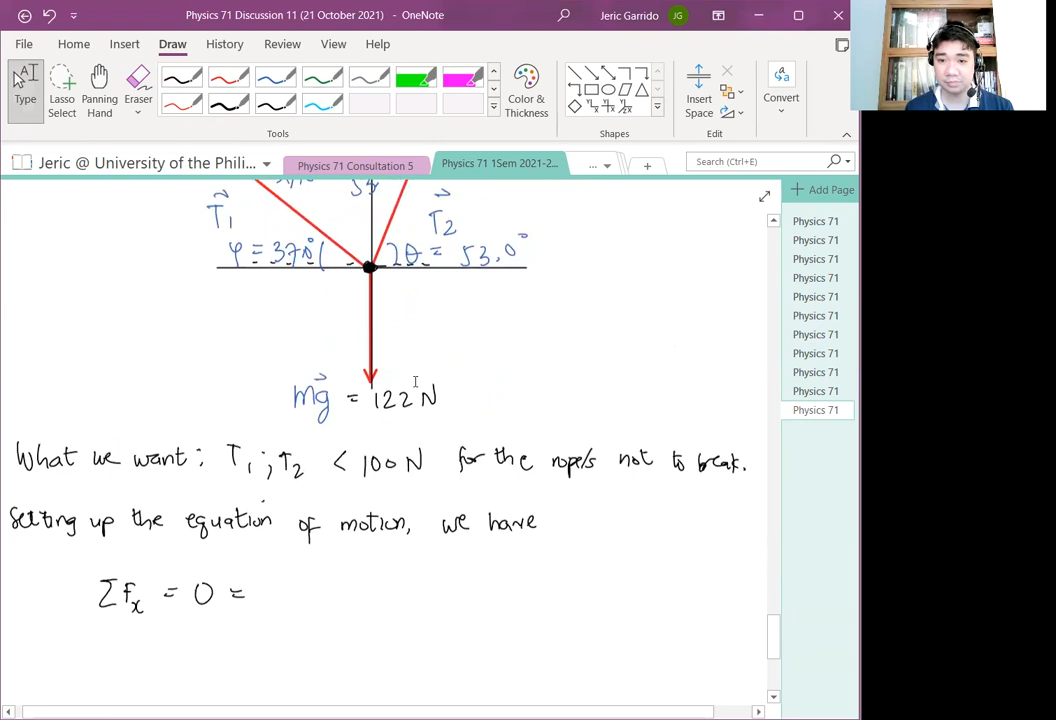 Physics 71 Discussion 11 (21 October 2021) - OneNote
Jeric Garrido
JG
File Home Insert Draw History Review View Help
Type
Lasso Select
Panning Hand
Eraser
Color & Thickness
Insert Space
Convert
Tools
Shapes
Edit
Jeric @ University of the Phili...
Physics 71 Consultation 5
Physics 71 1Sem 2021-2...
...
Search (Ctrl+E)
Add Page
Physics 71
Physics 71
Physics 71
Physics 71
Physics 71
Physics 71
Physics 71
Physics 71
Physics 71
Physics 71
Physics 71
T₁
T₂
φ = 37.0°
θ = 53.0°
mg = 122 N
What we want: T₁, T₂ < 100 N for the ropes not to break.
Setting up the equation of motion, we have
ΣFₓ = 0 =